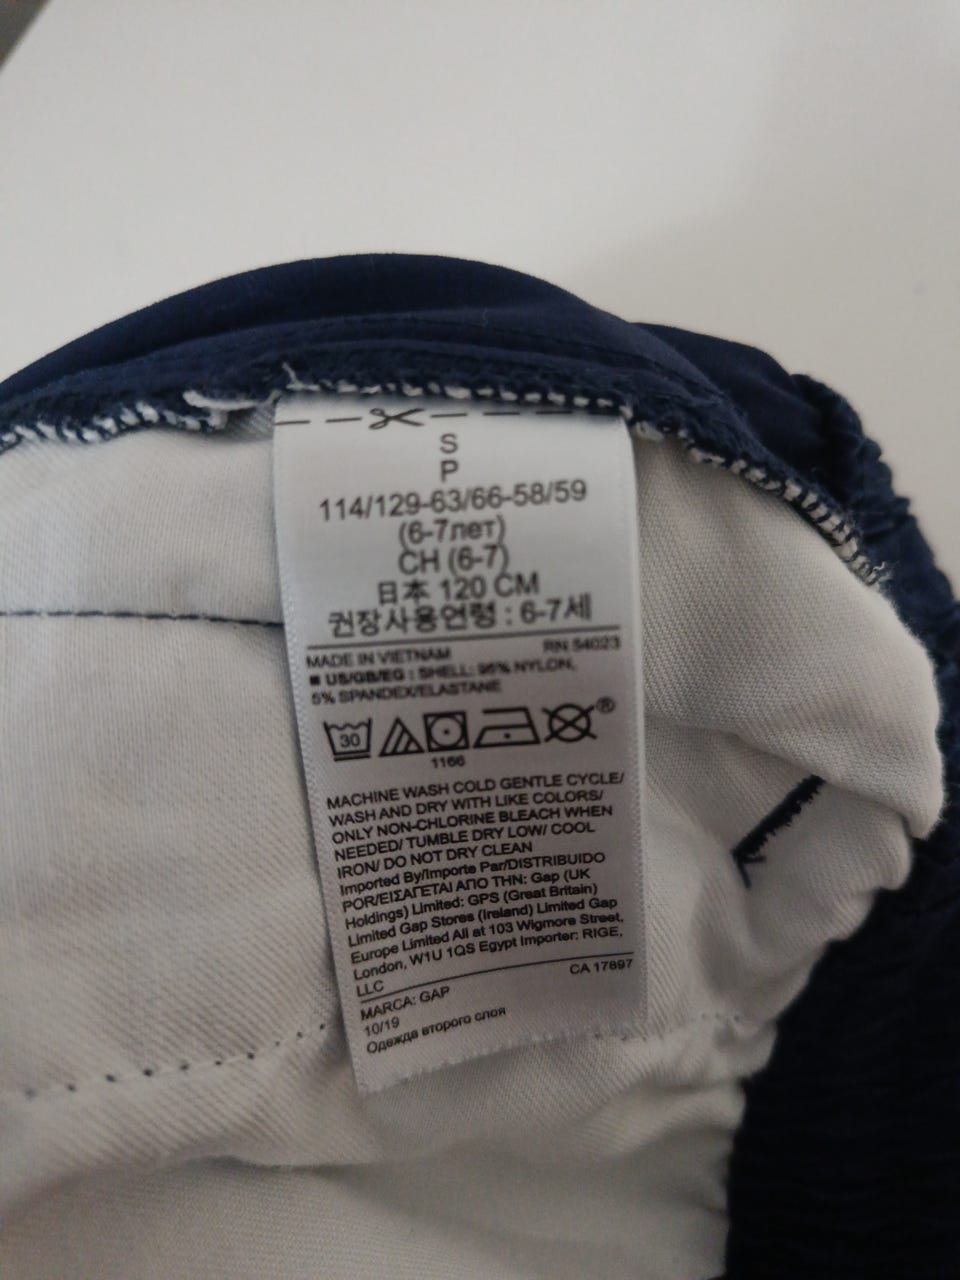 S
P
114/129-63/66-58/59
(6-7лет)
CH (6-7)
日本 120 CM
권장사용연령 : 6-7세
MADE IN VIETNAM RN 54023
■ US/GB/EG : SHELL: 95% NYLON,
5% SPANDEX/ELASTANE
30
®
1166
MACHINE WASH COLD GENTLE CYCLE/
WASH AND DRY WITH LIKE COLORS/
ONLY NON-CHLORINE BLEACH WHEN
NEEDED/ TUMBLE DRY LOW/ COOL
IRON/ DO NOT DRY CLEAN
Imported By/Importe Par/DISTRIBUIDO
POR/ΕΙΣΑΓΕΤΑΙ ΑΠΟ ΤΗΝ: Gap (UK
Holdings) Limited: GPS (Great Britain)
Limited Gap Stores (Ireland) Limited Gap
Europe Limited All at 103 Wigmore Street,
London, W1U 1QS Egypt Importer: RIGE,
LLC CA 17897
MARCA: GAP
10/19
Одежда второго слоя